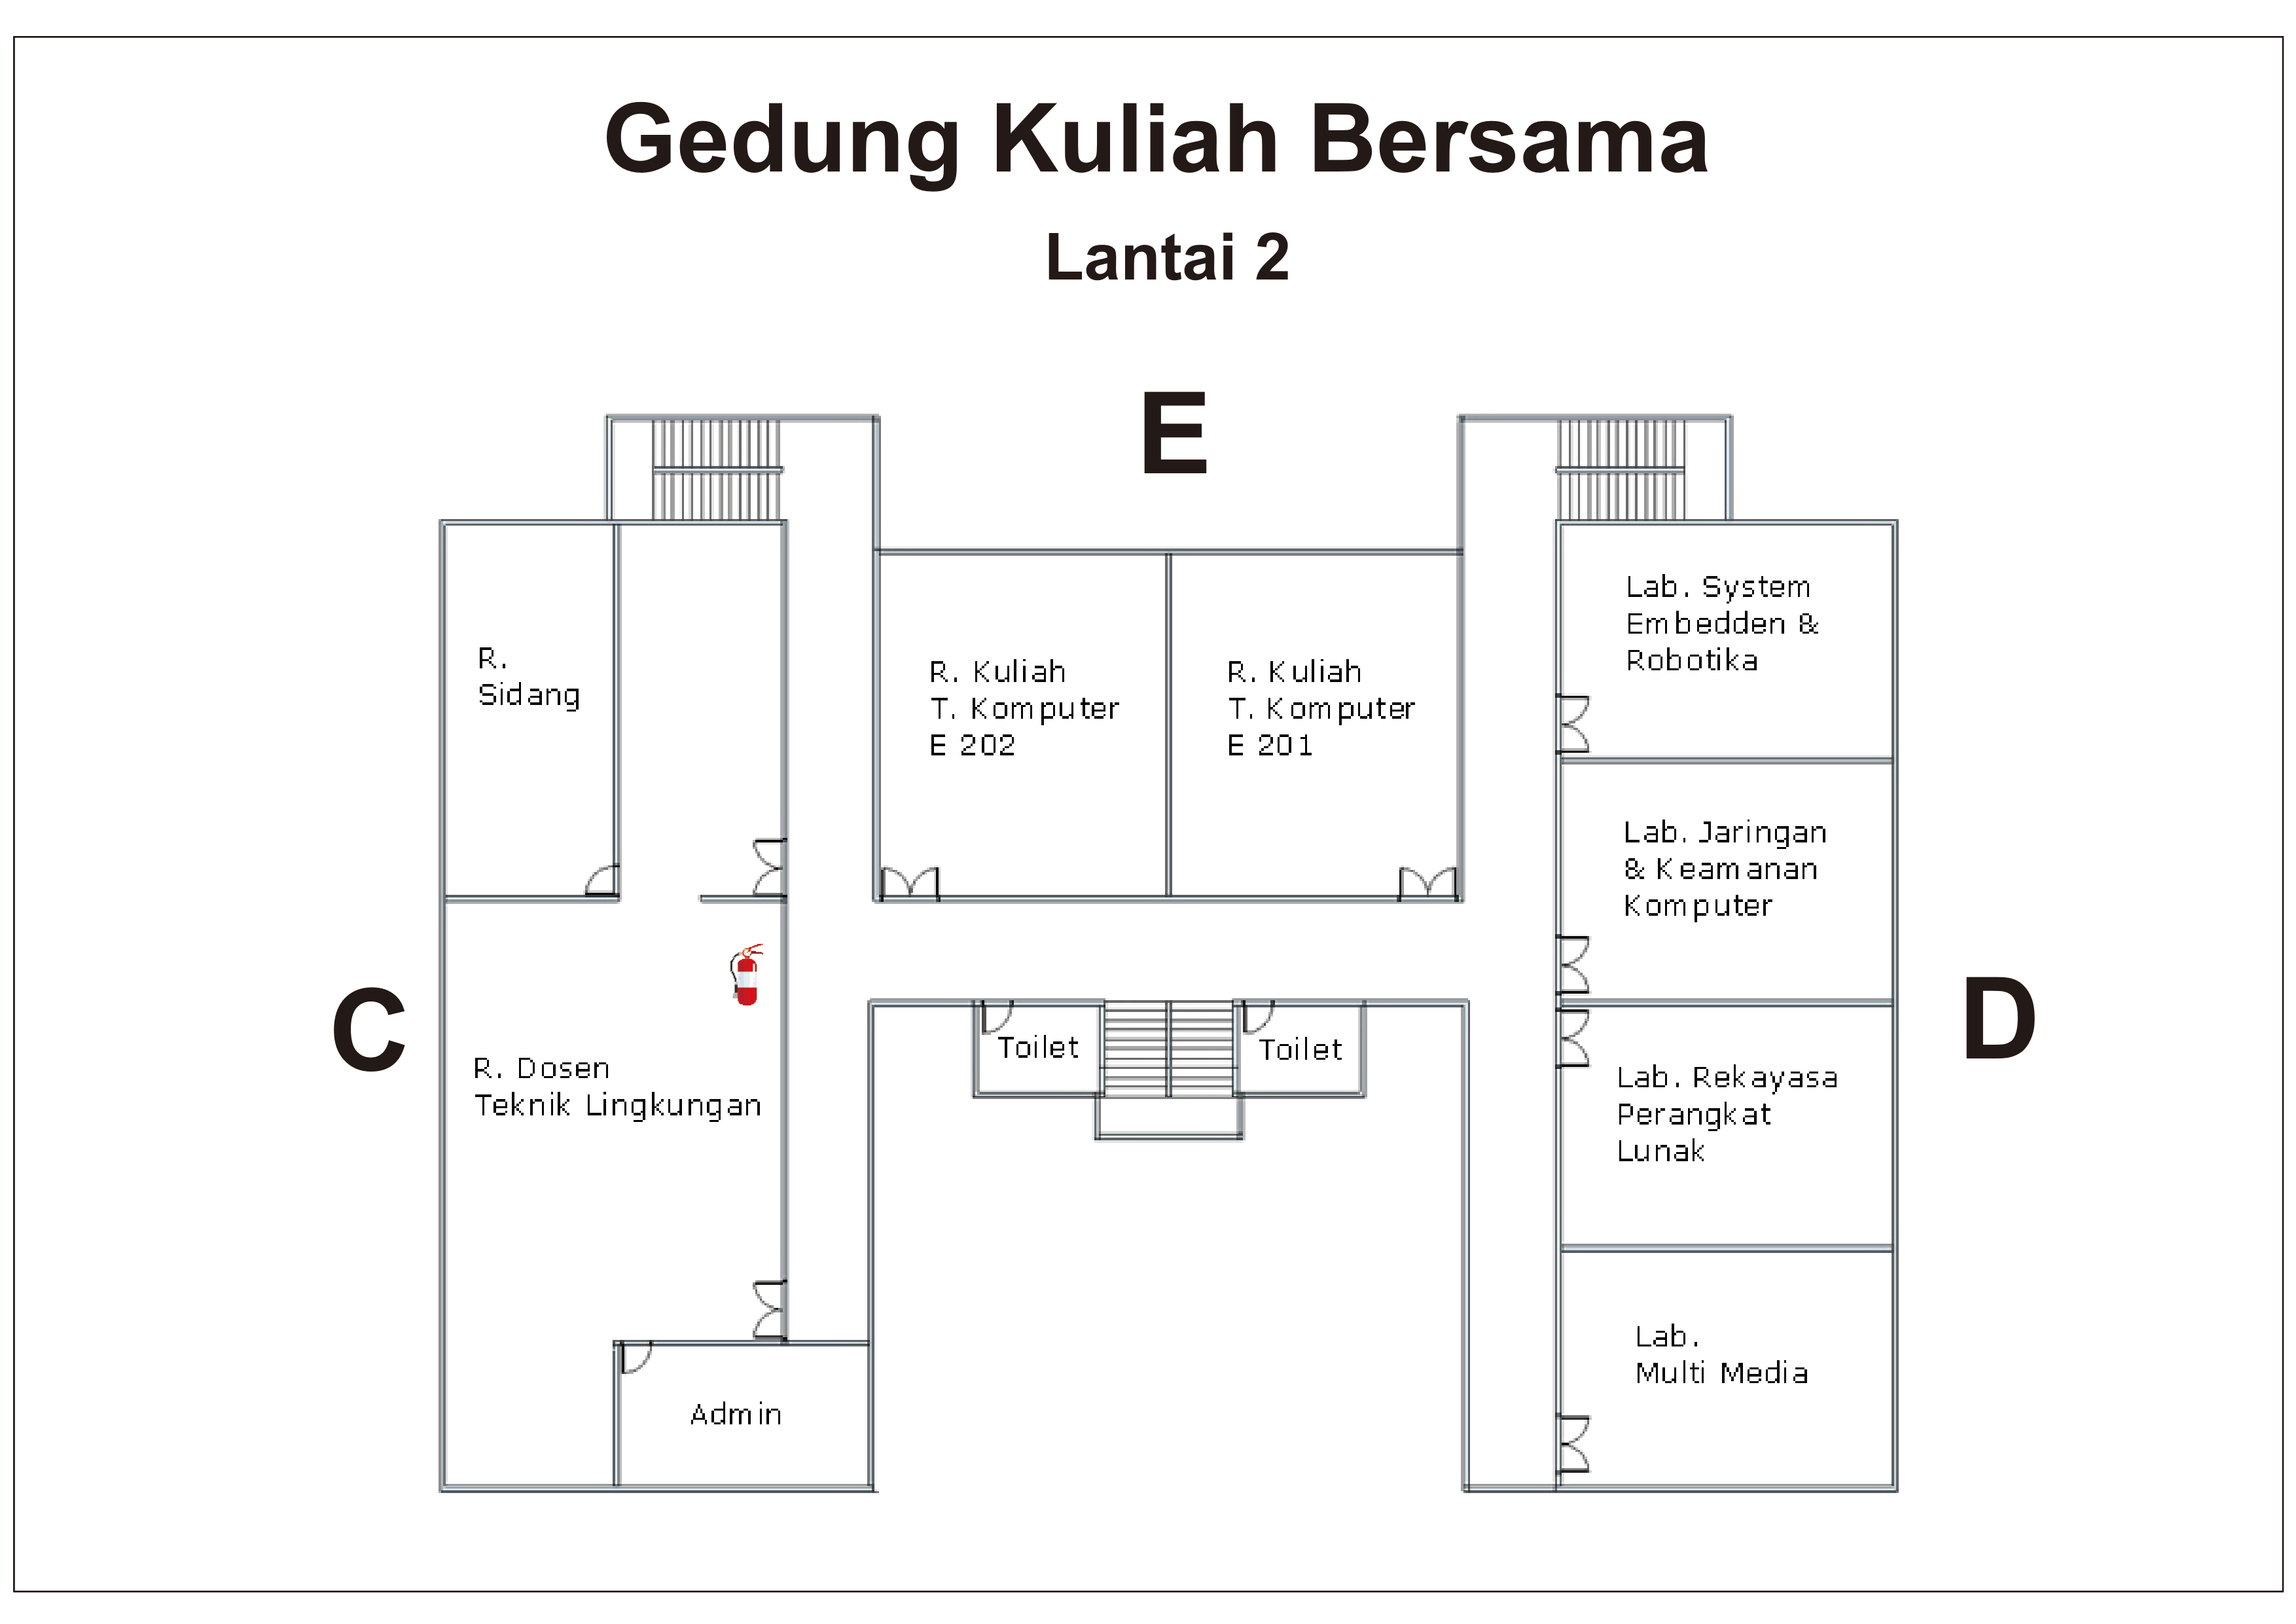 Gedung Kuliah Bersama
Lantai 2
E
C
D
R.
Sidang
R. Kuliah
T. Komputer
E 202
R. Kuliah
T. Komputer
E 201
Lab. System
Embedden &
Robotika
Lab. Jaringan
& Keamanan
Komputer
R. Dosen
Teknik Lingkungan
Toilet
Toilet
Lab. Rekayasa
Perangkat
Lunak
Admin
Lab.
Multi Media